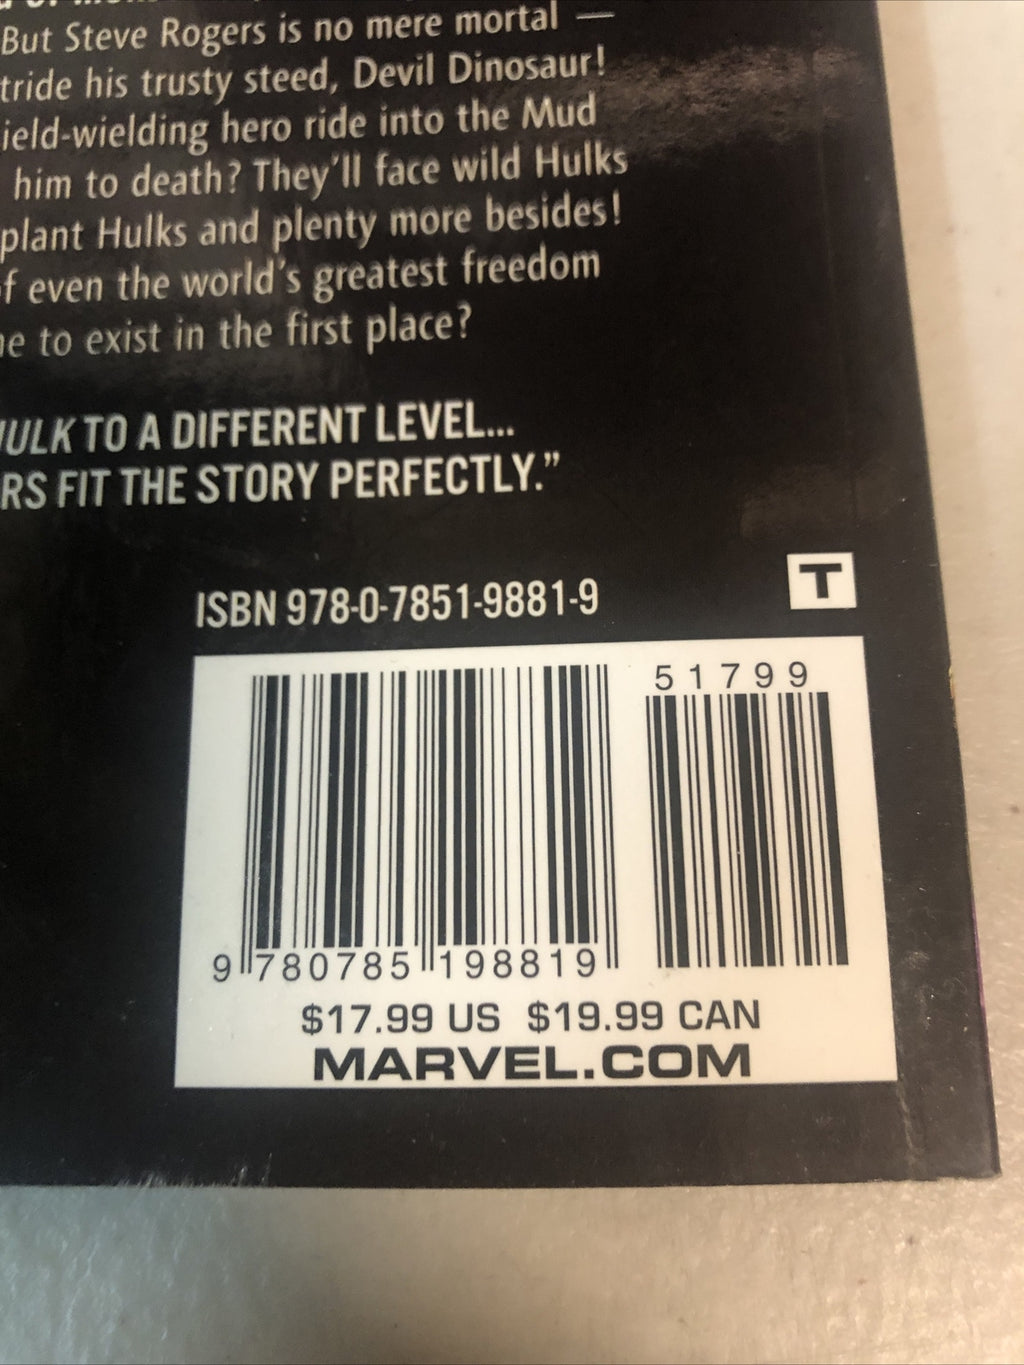 But Steve Rogers is no mere mortal —
tride his trusty steed, Devil Dinosaur!
ield-wielding hero ride into the Mud
him to death? They'll face wild Hulks
plant Hulks and plenty more besides!
f even the world's greatest freedom
e to exist in the first place?
ULK TO A DIFFERENT LEVEL...
RS FIT THE STORY PERFECTLY.”
ISBN 978-0-7851-9881-9
T
51799
9 780785 198819
$17.99 US $19.99 CAN
MARVEL.COM